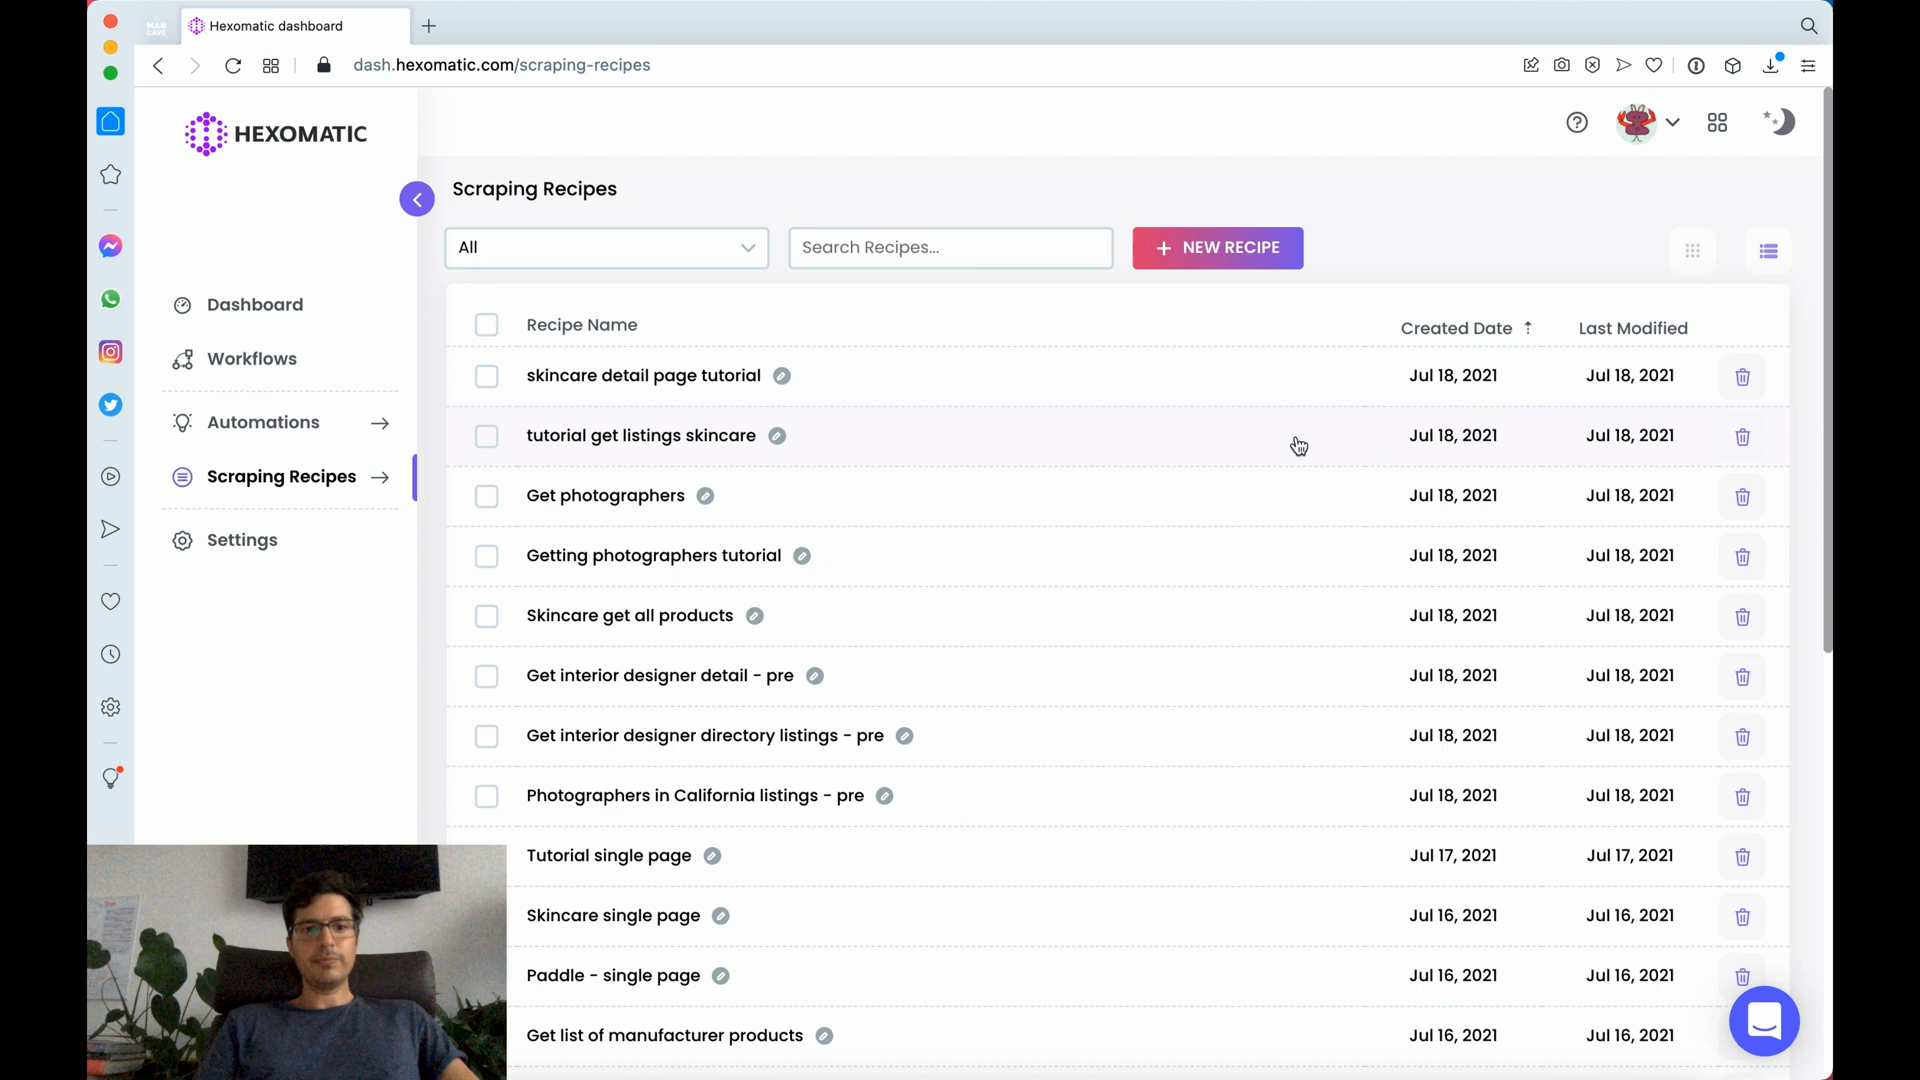 MAN
CAVE
Hexomatic dashboard
dash.hexomatic.com/scraping-recipes
HEXOMATIC
Scraping Recipes
All
Search Recipes...
+ NEW RECIPE
Dashboard
Workflows
Automations
Scraping Recipes
Settings
Recipe Name
Created Date
Last Modified
skincare detail page tutorial
Jul 18, 2021
Jul 18, 2021
tutorial get listings skincare
Jul 18, 2021
Jul 18, 2021
Get photographers
Jul 18, 2021
Jul 18, 2021
Getting photographers tutorial
Jul 18, 2021
Jul 18, 2021
Skincare get all products
Jul 18, 2021
Jul 18, 2021
Get interior designer detail - pre
Jul 18, 2021
Jul 18, 2021
Get interior designer directory listings - pre
Jul 18, 2021
Jul 18, 2021
Photographers in California listings - pre
Jul 18, 2021
Jul 18, 2021
Tutorial single page
Jul 17, 2021
Jul 17, 2021
Skincare single page
Jul 16, 2021
Jul 16, 2021
Paddle - single page
Jul 16, 2021
Jul 16, 2021
Get list of manufacturer products
Jul 16, 2021
Jul 16, 2021